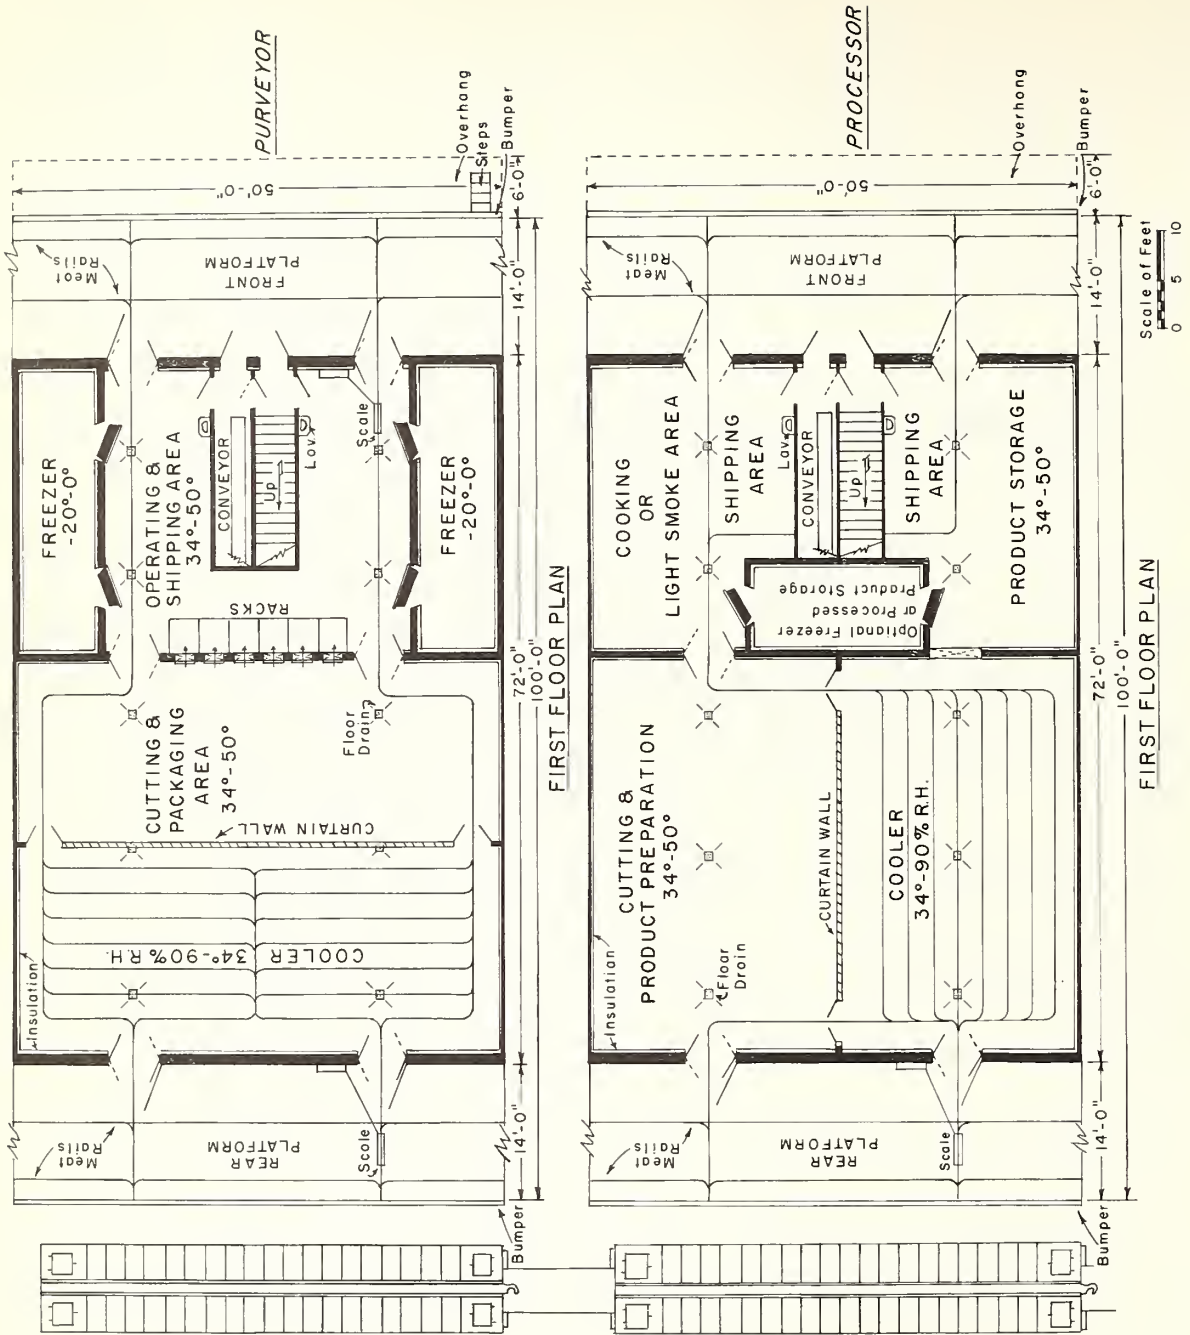 PURVEYOR
Overhang
Steps
Bumper
50'-0"
6'-0"
Meat
Rails
FRONT
PLATFORM
14'-0"
FREEZER
-20°-0°
OPERATING &
SHIPPING AREA
34°-50°
CONVEYOR
Up
Lav.
Scale
FREEZER
-20°-0°
RACKS
72'-0"
100'-0"
CUTTING &
PACKAGING
AREA
34°-50°
Floor
Drain
CURTAIN WALL
COOLER 34°-90% R.H.
Insulation
Meat
Rails
REAR
PLATFORM
Scale
14'-0"
Bumper
FIRST FLOOR PLAN
PROCESSOR
Overhong
Bumper
50'-0"
6'-0"
Meat
Rails
FRONT
PLATFORM
14'-0"
Scale of Feet
0 5 10
COOKING
OR
LIGHT SMOKE AREA
SHIPPING
AREA
Lav.
CONVEYOR
Up
SHIPPING
AREA
PRODUCT STORAGE
34°-50°
Optional Freezer
ar Processed
Product Storage
72'-0"
100'-0"
CUTTING &
PRODUCT PREPARATION
34°-50°
CURTAIN WALL
COOLER
34°-90% R.H.
Floor
Drain
Insulation
Meat
Rails
REAR
PLATFORM
Scale
14'-0"
Bumper
FIRST FLOOR PLAN